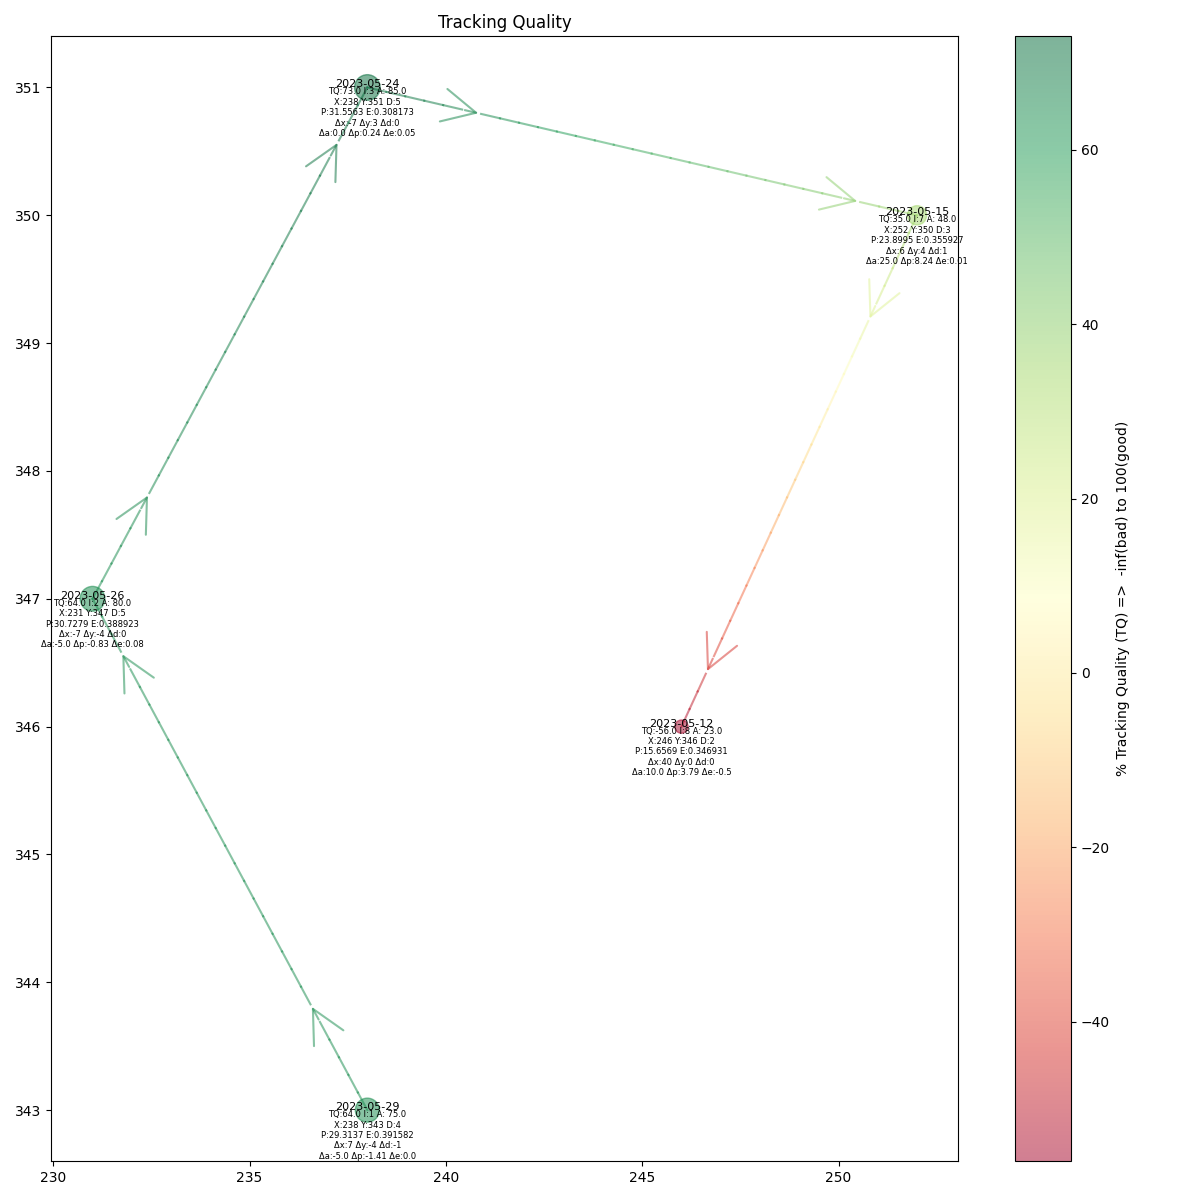 Tracking Quality
2023-05-24
TQ:73.0 I:3 A: 85.0
X:238 Y:351 D:5
P:31.5563 E:0.308173
Δx:-7 Δy:3 Δd:0
Δa:0.0 Δp:0.24 Δe:0.05
2023-05-15
TQ:35.0 I:7 A: 48.0
X:252 Y:350 D:3
P:23.8995 E:0.355927
Δx:6 Δy:4 Δd:1
Δa:25.0 Δp:8.24 Δe:0.01
2023-05-26
TQ:64.0 I:2 A: 80.0
X:231 Y:347 D:5
P:30.7279 E:0.388923
Δx:-7 Δy:-4 Δd:0
Δa:-5.0 Δp:-0.83 Δe:0.08
2023-05-12
TQ:-56.0 I:8 A: 23.0
X:246 Y:346 D:2
P:15.6569 E:0.346931
Δx:40 Δy:0 Δd:0
Δa:10.0 Δp:3.79 Δe:-0.5
2023-05-29
TQ:64.0 I:1 A: 75.0
X:238 Y:343 D:4
P:29.3137 E:0.391582
Δx:7 Δy:-4 Δd:-1
Δa:-5.0 Δp:-1.41 Δe:0.0
351
350
349
348
347
346
345
344
343
230
235
240
245
250
60
40
20
0
−20
−40
% Tracking Quality (TQ) => -inf(bad) to 100(good)